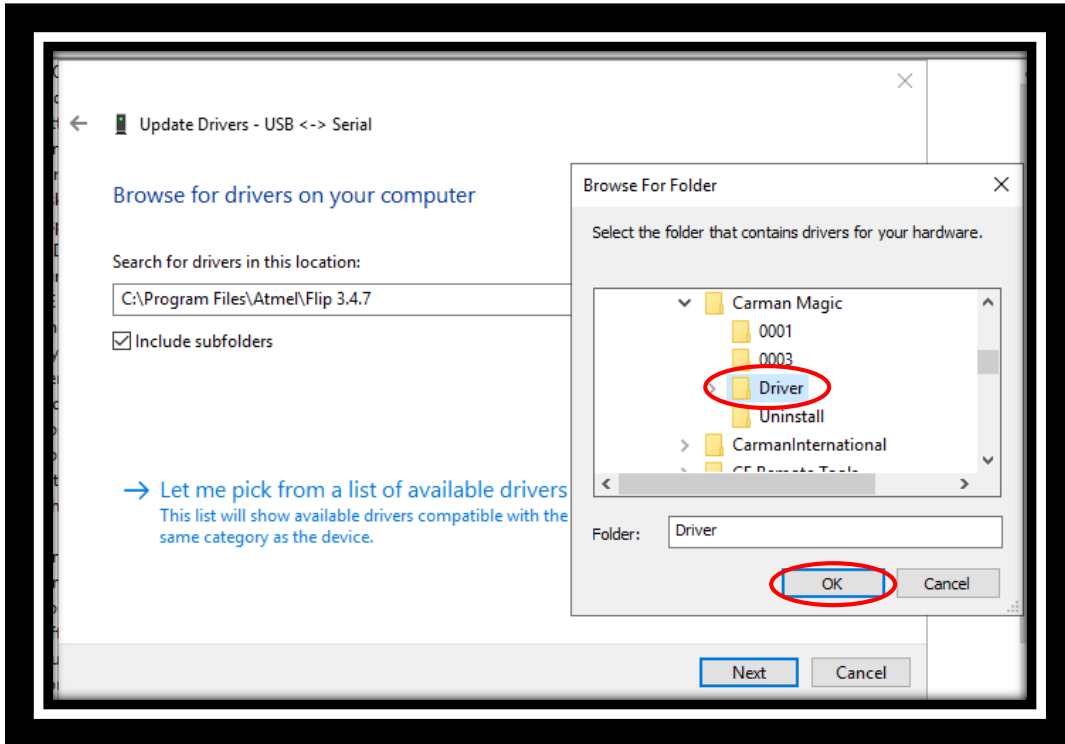 Update Drivers - USB <-> Serial
Browse for drivers on your computer
Search for drivers in this location:
C:\Program Files\Atmel\Flip 3.4.7
Include subfolders
Let me pick from a list of available drivers
This list will show available drivers compatible with the
same category as the device.
Next
Cancel
Browse For Folder
Select the folder that contains drivers for your hardware.
Carman Magic
0001
0003
Driver
Uninstall
CarmanInternational
Folder:
Driver
OK
Cancel